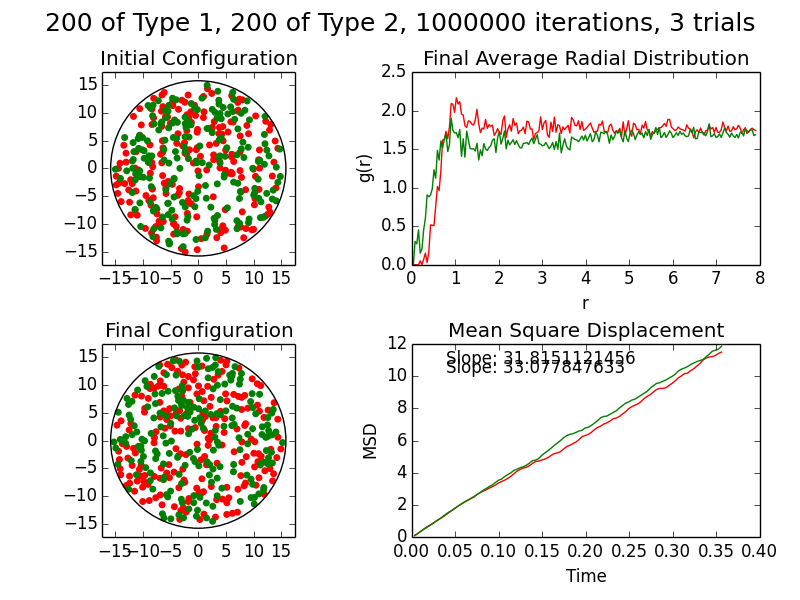 200 of Type 1, 200 of Type 2, 1000000 iterations, 3 trials
Initial Configuration
15
10
5
0
−5
−10
−15
−15−10−5 0 5 10 15
Final Average Radial Distribution
g(r)
2.5
2.0
1.5
1.0
0.5
0.0
0 1 2 3 4 5 6 7 8
r
Final Configuration
15
10
5
0
−5
−10
−15
−15−10−5 0 5 10 15
Mean Square Displacement
MSD
12
10
8
6
4
2
0
Slope: 31.8151121456
Slope: 33.077847633
0.00 0.05 0.10 0.15 0.20 0.25 0.30 0.35 0.40
Time